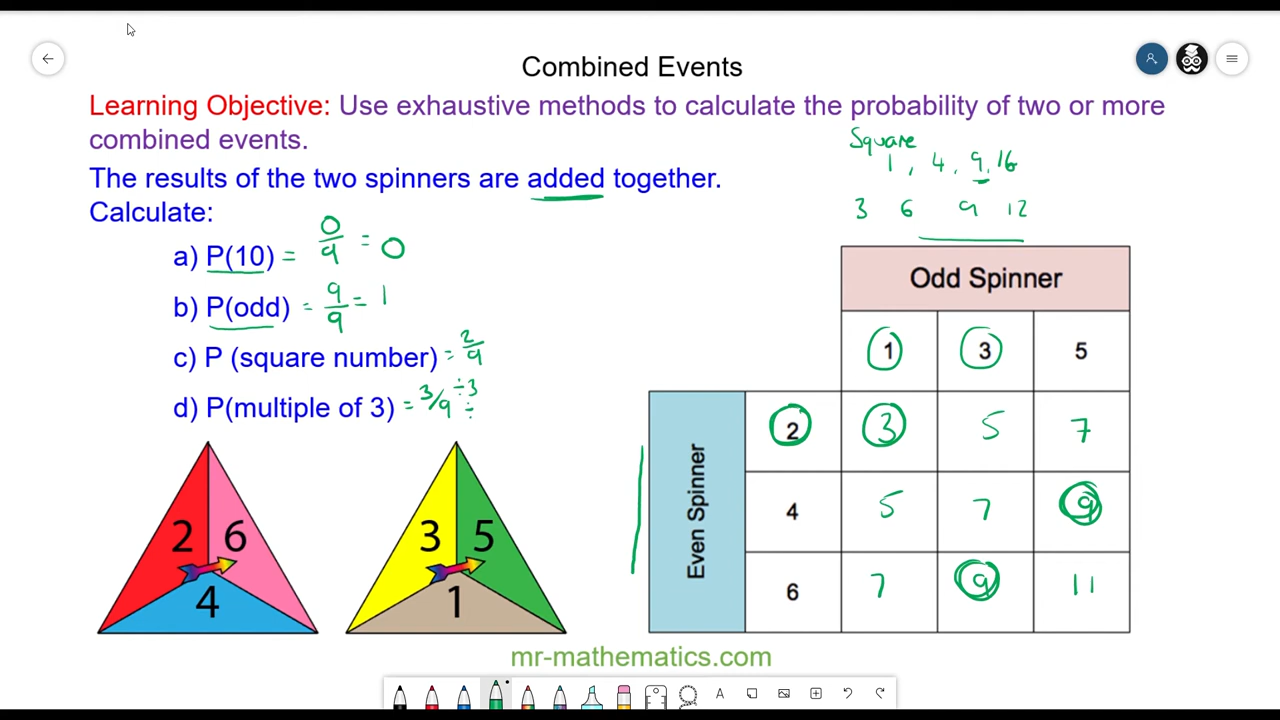 Combined Events
Learning Objective: Use exhaustive methods to calculate the probability of two or more
combined events.
Square
1, 4, 9, 16
The results of the two spinners are added together.
3 6 9 12
Calculate:
a) P(10) = 0/9 = 0
b) P(odd) = 9/9 = 1
c) P (square number) = 2/9
d) P(multiple of 3) = 3/9 ÷3 ÷
Odd Spinner
1 3 5
Even Spinner
2 3 5 7
4 5 7 9
6 7 9 11
2 6 4
3 5 1
mr-mathematics.com
A